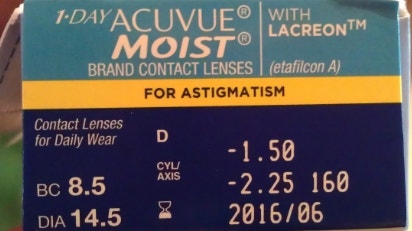 1·DAY ACUVUE® WITH
MOIST® LACREON™
BRAND CONTACT LENSES (etafilcon A)
FOR ASTIGMATISM
Contact Lenses
for Daily Wear
D -1.50
CYL/
AXIS -2.25 160
BC 8.5
DIA 14.5
2016/06